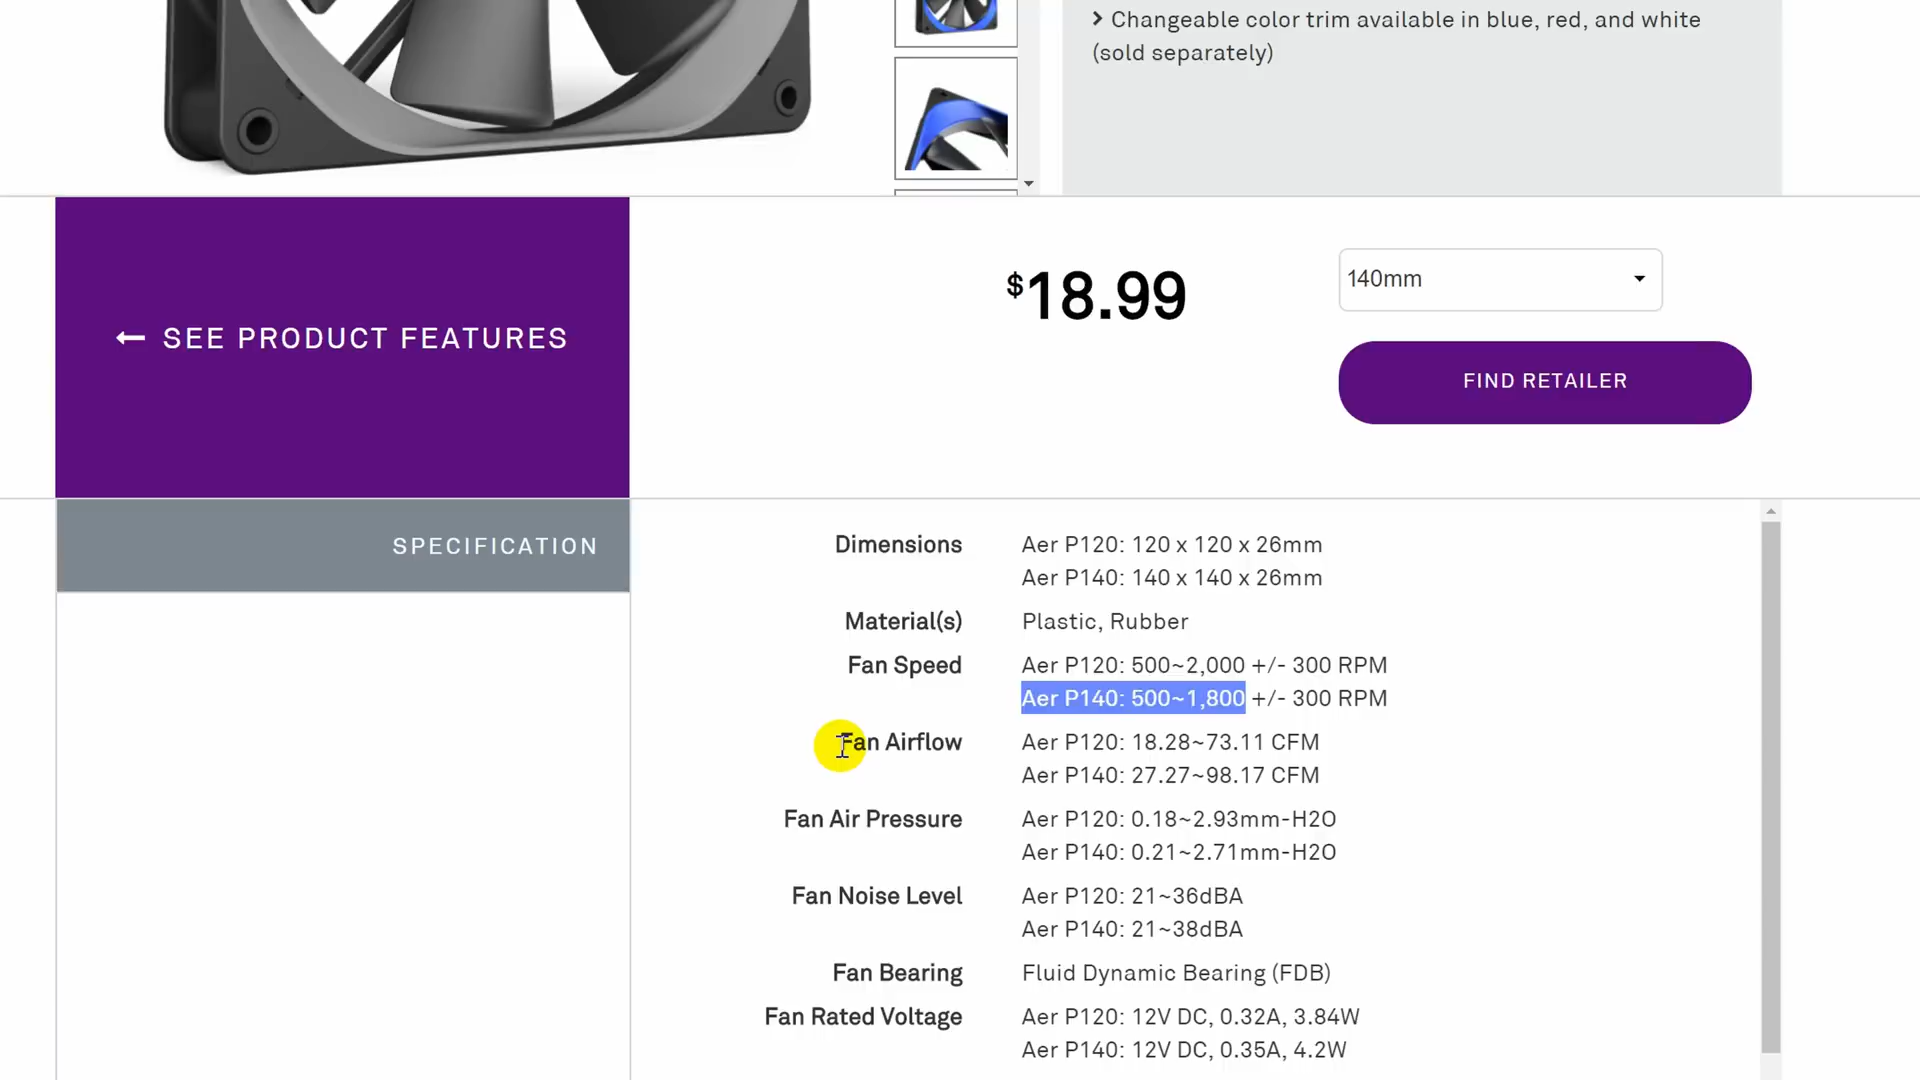 Changeable color trim available in blue, red, and white
(sold separately)
SEE PRODUCT FEATURES
$18.99
140mm
FIND RETAILER
SPECIFICATION
Dimensions Aer P120: 120 x 120 x 26mm
Aer P140: 140 x 140 x 26mm
Material(s) Plastic, Rubber
Fan Speed Aer P120: 500~2,000 +/- 300 RPM
Aer P140: 500~1,800 +/- 300 RPM
Fan Airflow Aer P120: 18.28~73.11 CFM
Aer P140: 27.27~98.17 CFM
Fan Air Pressure Aer P120: 0.18~2.93mm-H2O
Aer P140: 0.21~2.71mm-H2O
Fan Noise Level Aer P120: 21~36dBA
Aer P140: 21~38dBA
Fan Bearing Fluid Dynamic Bearing (FDB)
Fan Rated Voltage Aer P120: 12V DC, 0.32A, 3.84W
Aer P140: 12V DC, 0.35A, 4.2W